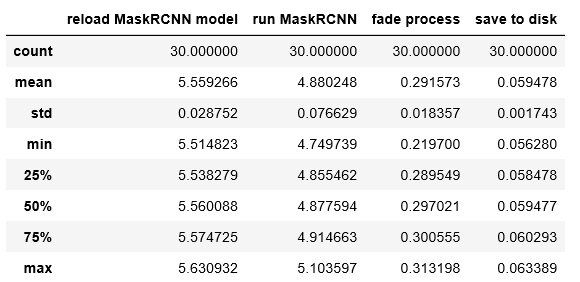 reload MaskRCNN model run MaskRCNN fade process save to disk
count 30.000000 30.000000 30.000000 30.000000
mean 5.559266 4.880248 0.291573 0.059478
std 0.028752 0.076629 0.018357 0.001743
min 5.514823 4.749739 0.219700 0.056280
25% 5.538279 4.855462 0.289549 0.058478
50% 5.560088 4.877594 0.297021 0.059477
75% 5.574725 4.914663 0.300555 0.060293
max 5.630932 5.103597 0.313198 0.063389